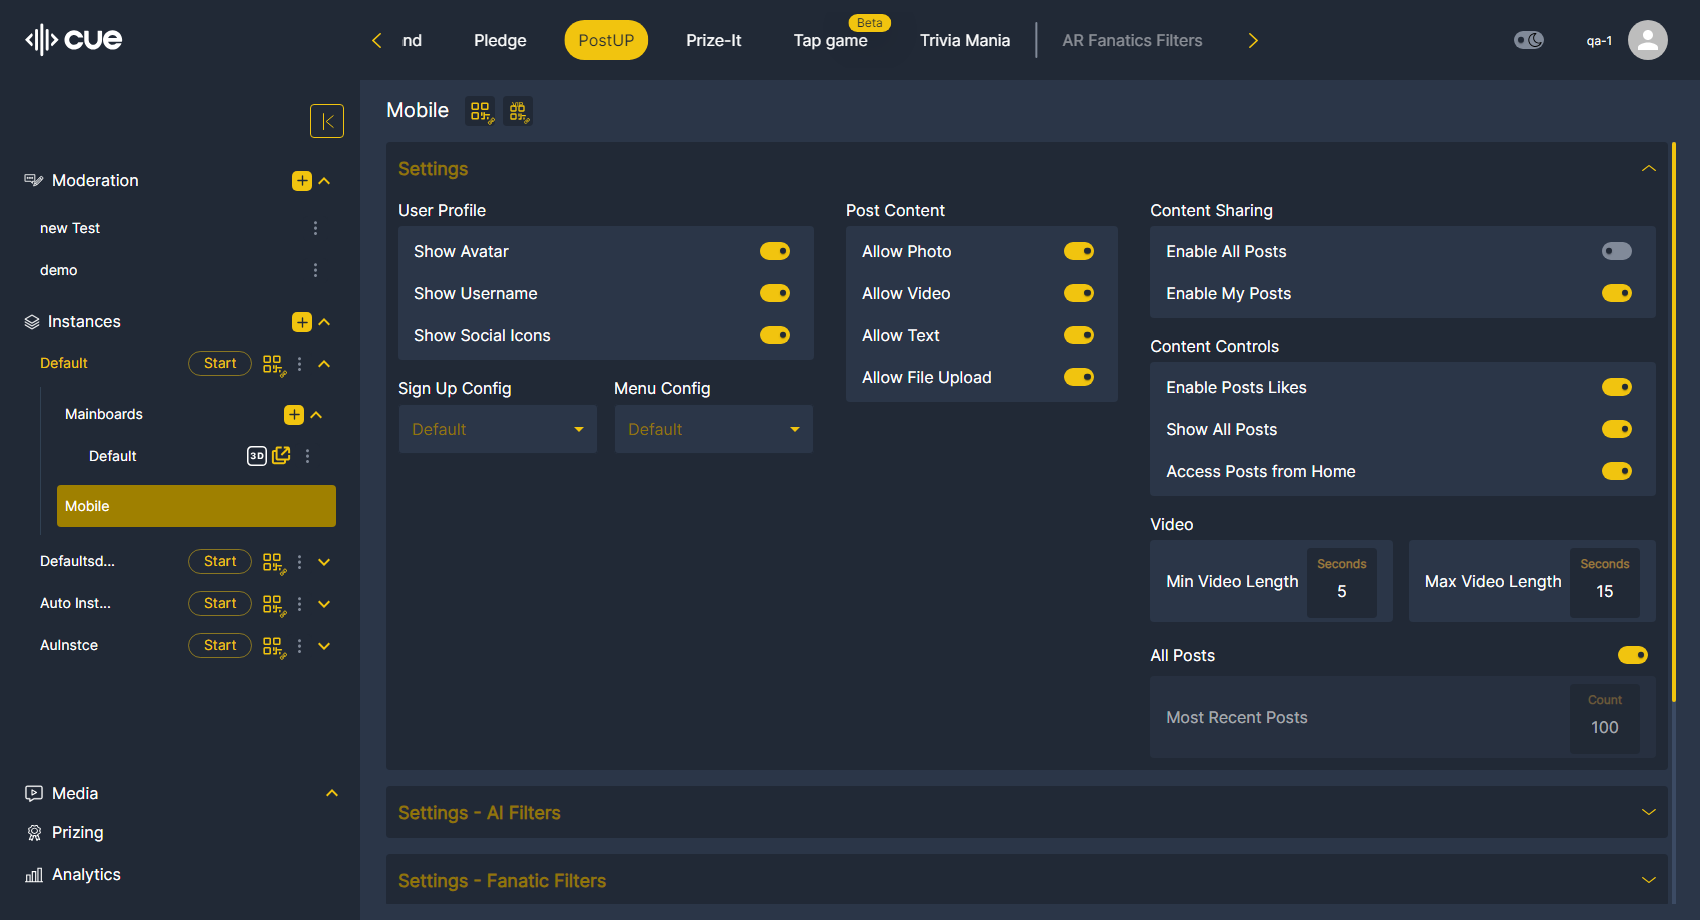 cue
nd
Pledge
PostUP
Prize-It
Beta
Tap game
Trivia Mania
AR Fanatics Filters
qa-1
Moderation
new Test
demo
Instances
Default
Start
Mainboards
Default
3D
Mobile
Defaultsd...
Start
Auto Inst...
Start
AuInstce
Start
Media
Prizing
Analytics
Mobile
Settings
User Profile
Show Avatar
Show Username
Show Social Icons
Sign Up Config
Default
Menu Config
Default
Post Content
Allow Photo
Allow Video
Allow Text
Allow File Upload
Content Sharing
Enable All Posts
Enable My Posts
Content Controls
Enable Posts Likes
Show All Posts
Access Posts from Home
Video
Min Video Length
Seconds
5
Max Video Length
Seconds
15
All Posts
Most Recent Posts
Count
100
Settings - AI Filters
Settings - Fanatic Filters